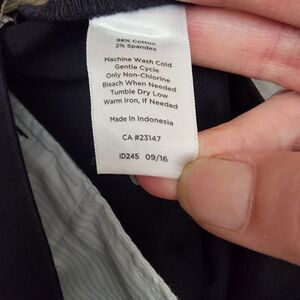 98% Cotton
2% Spandex
Machine Wash Cold
Gentle Cycle
Only Non-Chlorine
Bleach When Needed
Tumble Dry Low
Warm Iron, If Needed
Made In Indonesia
CA #23147
ID245 09/16